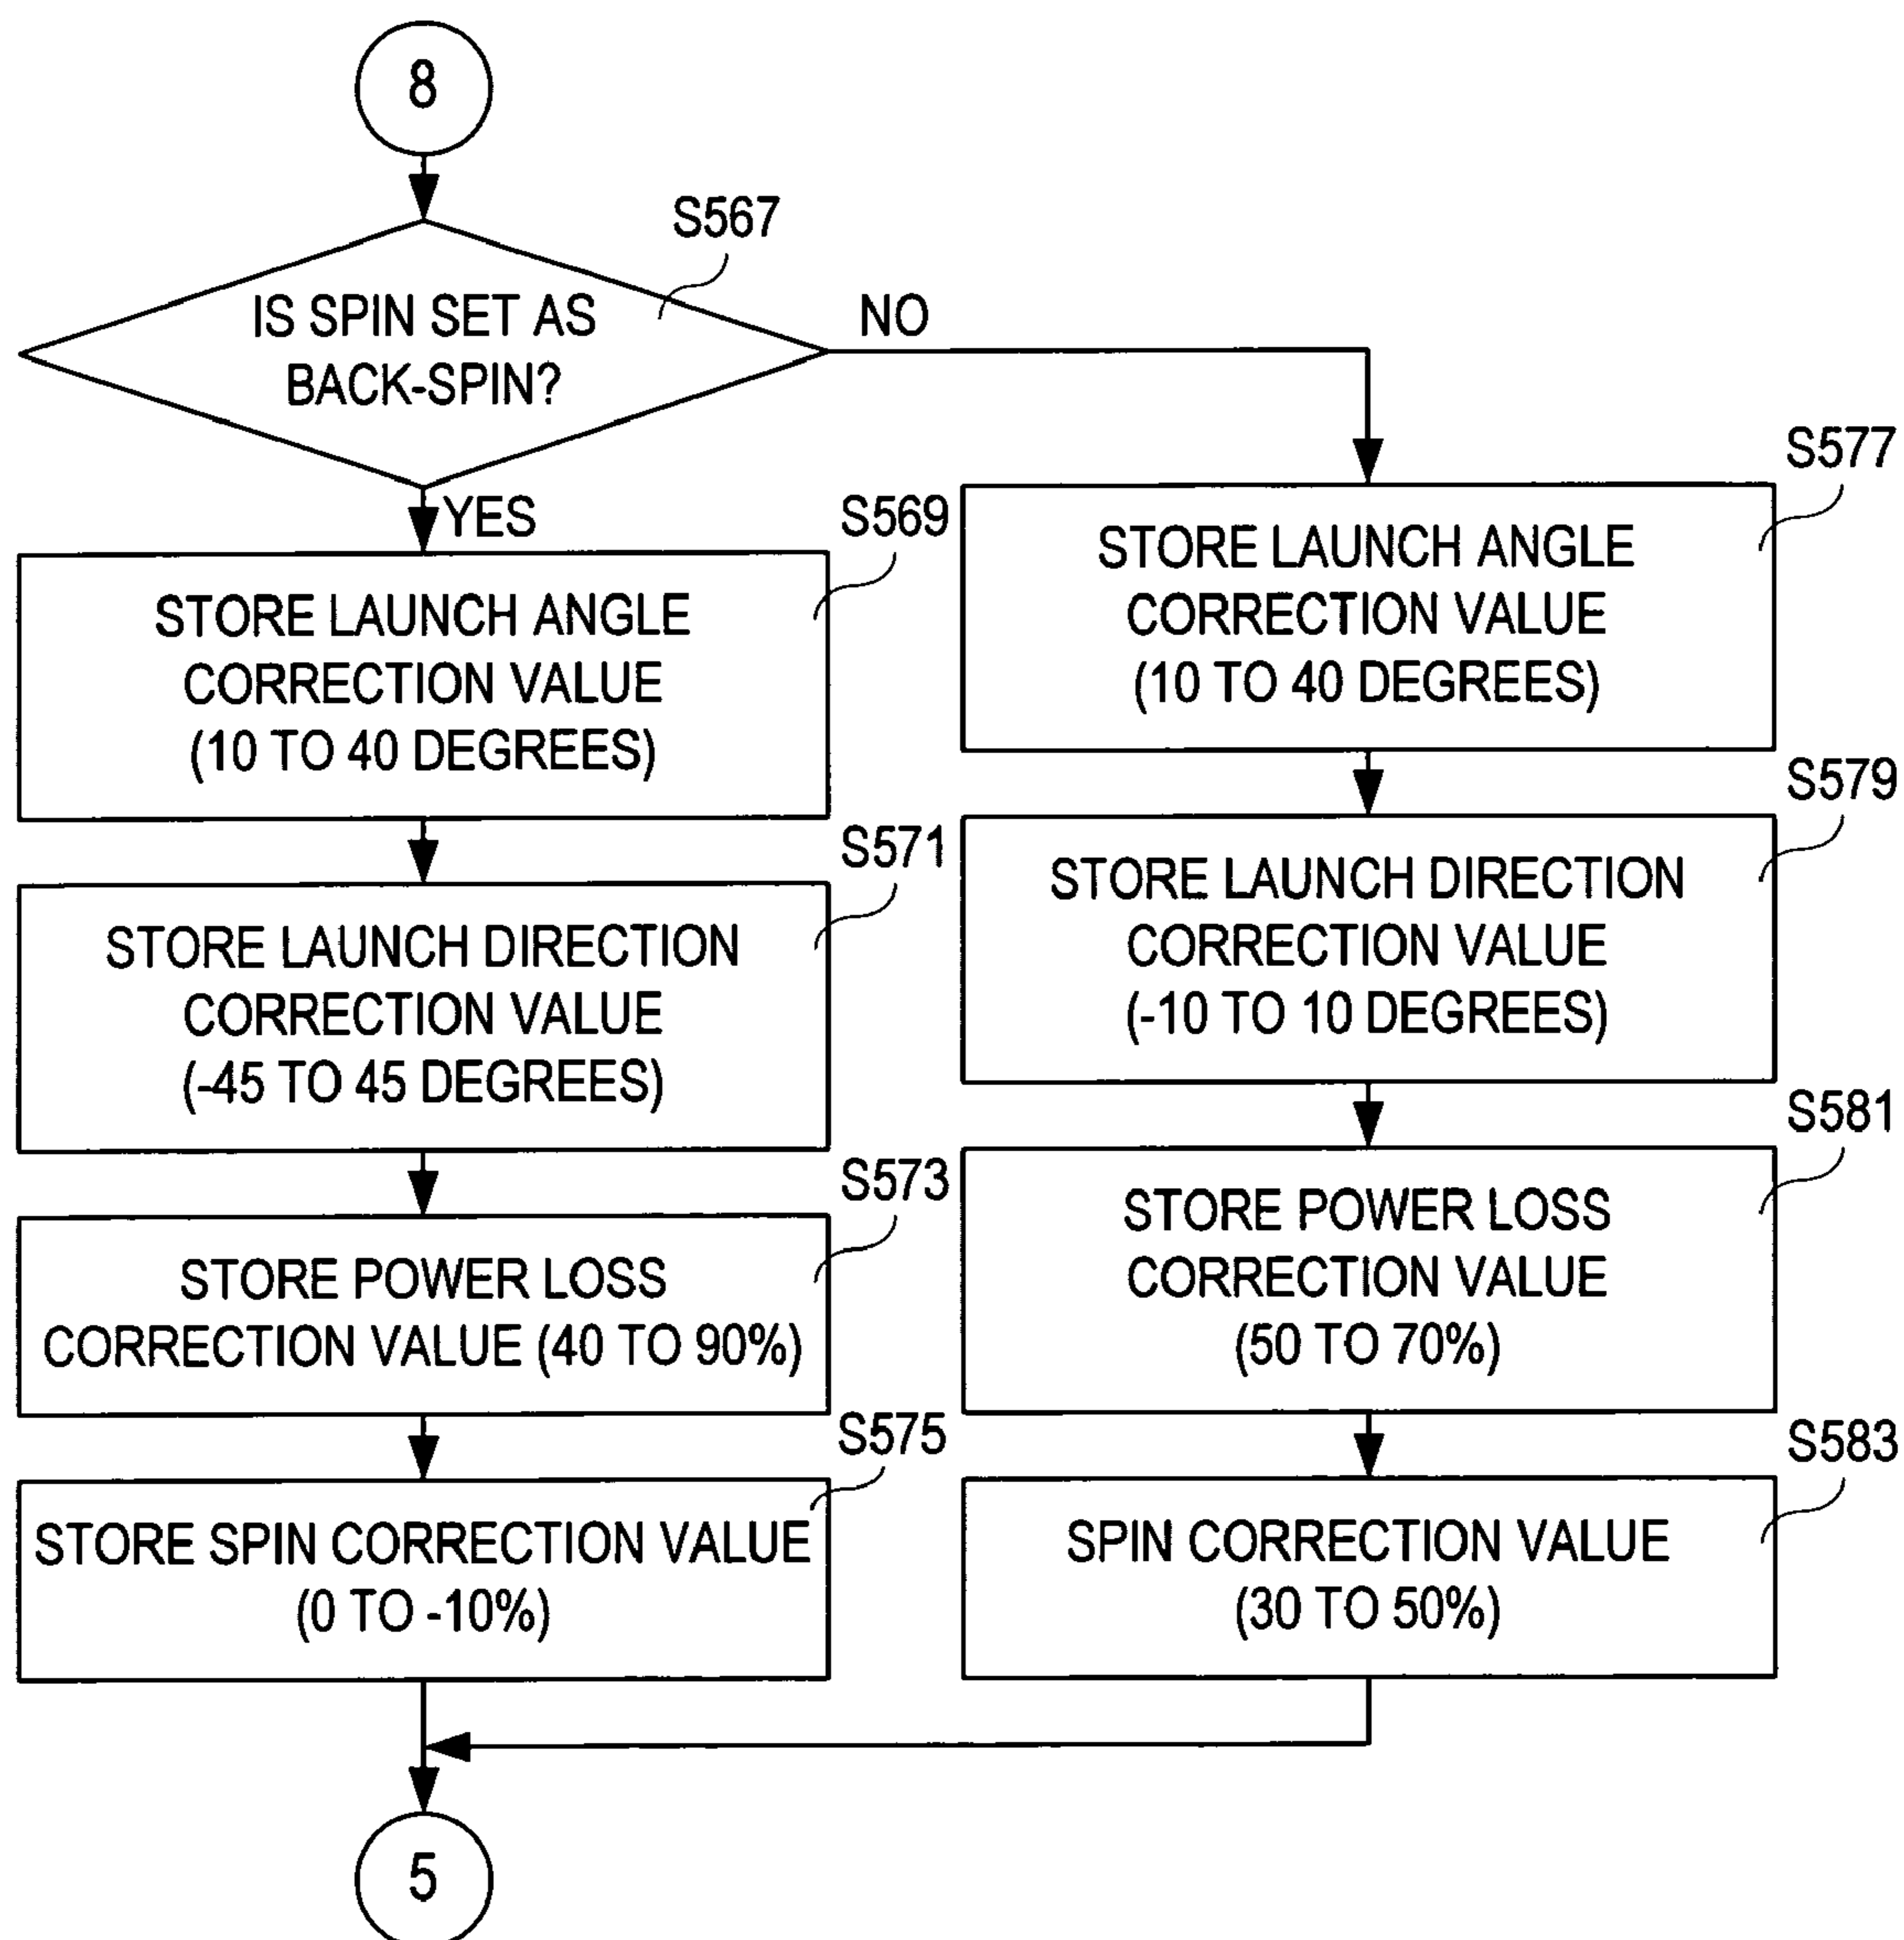 8
S567
IS SPIN SET AS
BACK-SPIN?
NO
YES
S569
STORE LAUNCH ANGLE
CORRECTION VALUE
(10 TO 40 DEGREES)
S571
STORE LAUNCH DIRECTION
CORRECTION VALUE
(-45 TO 45 DEGREES)
S573
STORE POWER LOSS
CORRECTION VALUE (40 TO 90%)
S575
STORE SPIN CORRECTION VALUE
(0 TO -10%)
S577
STORE LAUNCH ANGLE
CORRECTION VALUE
(10 TO 40 DEGREES)
S579
STORE LAUNCH DIRECTION
CORRECTION VALUE
(-10 TO 10 DEGREES)
S581
STORE POWER LOSS
CORRECTION VALUE
(50 TO 70%)
S583
SPIN CORRECTION VALUE
(30 TO 50%)
5